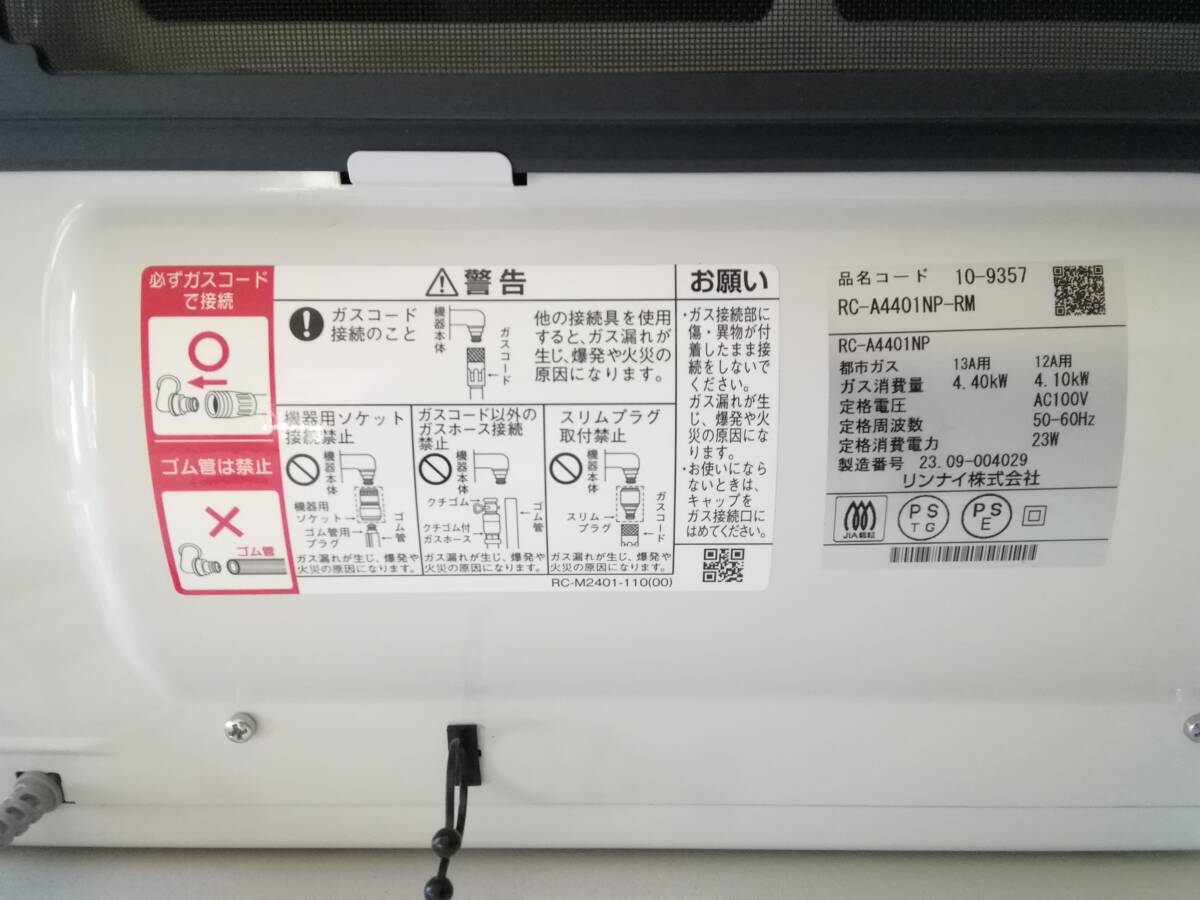 必ずガスコード
で接続
ゴム管は禁止
ゴム管
警告
ガスコード
接続のこと
機器本体
ガスコード
他の接続具を使用
すると、ガス漏れが
生じ、爆発や火災の
原因になります。
機器用ソケット
接続禁止
機器本体
機器用
ソケット
ゴム管用
プラグ
ゴム管
ガス漏れが生じ、爆発や
火災の原因になります。
ガスコード以外の
ガスホース接続
禁止
機器本体
クチゴム
クチゴム付
ガスホース
ゴム管
ガス漏れが生じ、爆発や
火災の原因になります。
スリムプラグ
取付禁止
機器本体
スリム
プラグ
ガスコード
ガス漏れが生じ、爆発や
火災の原因になります。
RC-M2401-110(00)
お願い
・ガス接続部に
傷・異物が付
着したまま接
続をしないで
ください。
ガス漏れが生
じ、爆発や火
災の原因にな
ります。
・お使いになら
ないときは、
キャップを
ガス接続口に
はめてください。
品名コード 10-9357
RC-A4401NP-RM
RC-A4401NP
都市ガス 13A用 12A用
ガス消費量 4.40kW 4.10kW
定格電圧 AC100V
定格周波数 50-60Hz
定格消費電力 23W
製造番号 23.09-004029
リンナイ株式会社
JIA認証
PS
TG
PS
E